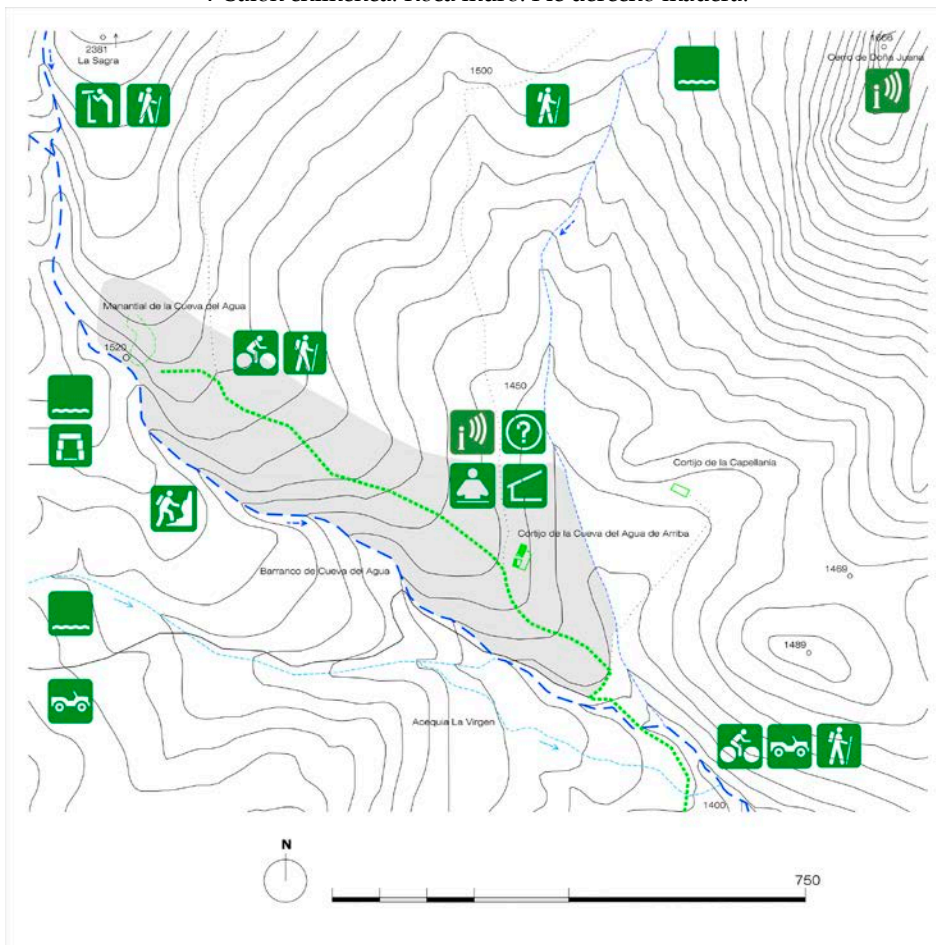 2381
La Sagra
1500
Cerro de Doña Juana
i
Manantial de la Cueva del Agua
1520
1450
i
?
Cortijo de la Capellanía
Cortijo de la Cueva del Agua de Arriba
Barranco de Cueva del Agua
1469
1489
Acequia La Virgen
1400
N
750